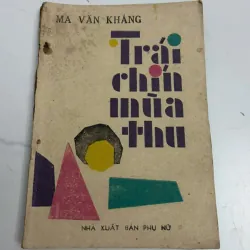 MA VĂN KHÁNG
Trái
chín
mùa
thu
NHÀ XUẤT BẢN PHỤ NỮ